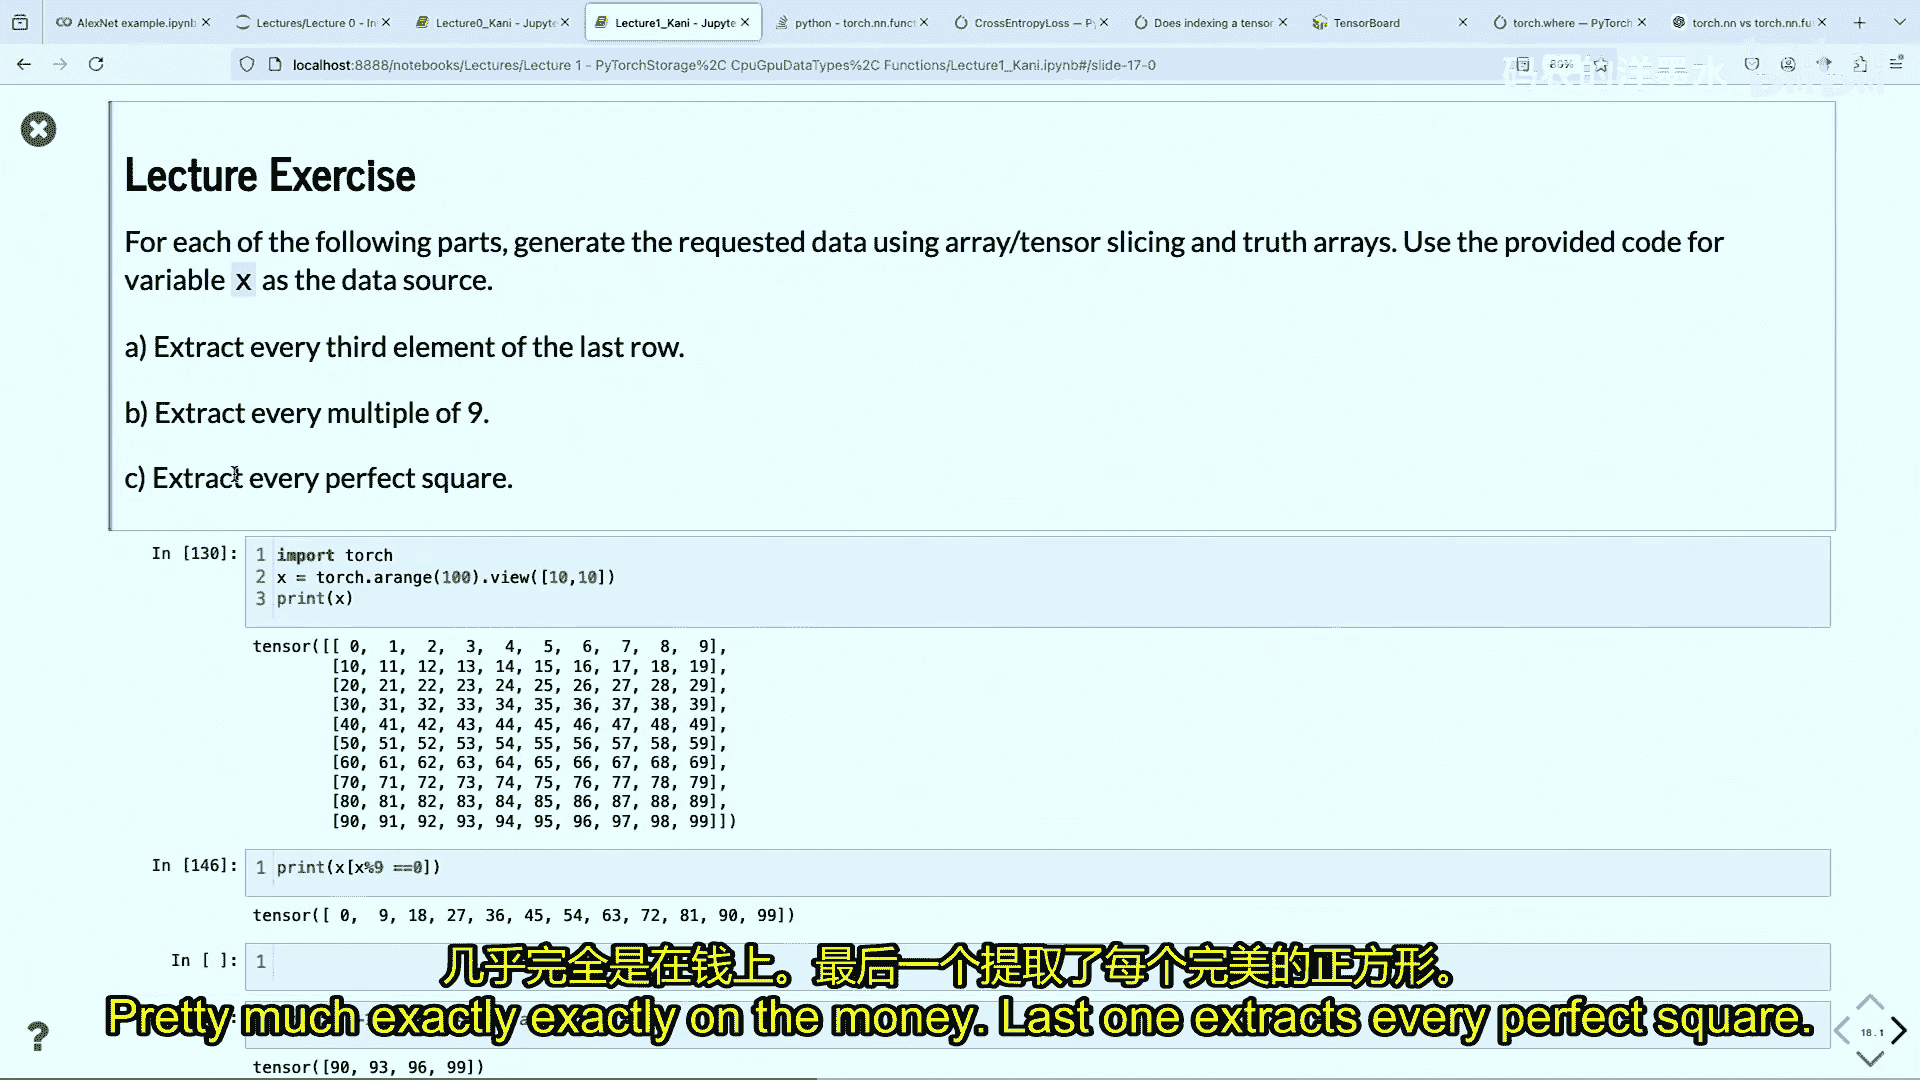 AlexNet example.ipynb
Lectures/Lecture 0 - In
Lecture0_Kani - Jupyte
Lecture1_Kani - Jupyte
python - torch.nn.funct
CrossEntropyLoss — P
Does indexing a tensor
TensorBoard
torch.where — PyTorch
torch.nn vs torch.nn.fu
localhost:8888/notebooks/Lectures/Lecture 1 - PyTorchStorage%2C CpuGpuDataTypes%2C Functions/Lecture1_Kani.ipynb#/slide-17-0
80%
码农的洋墨水
Lecture Exercise
For each of the following parts, generate the requested data using array/tensor slicing and truth arrays. Use the provided code for
variable x as the data source.
a) Extract every third element of the last row.
b) Extract every multiple of 9.
c) Extract every perfect square.
In [130]:
1 import torch
2 x = torch.arange(100).view([10,10])
3 print(x)
tensor([[ 0, 1, 2, 3, 4, 5, 6, 7, 8, 9],
[10, 11, 12, 13, 14, 15, 16, 17, 18, 19],
[20, 21, 22, 23, 24, 25, 26, 27, 28, 29],
[30, 31, 32, 33, 34, 35, 36, 37, 38, 39],
[40, 41, 42, 43, 44, 45, 46, 47, 48, 49],
[50, 51, 52, 53, 54, 55, 56, 57, 58, 59],
[60, 61, 62, 63, 64, 65, 66, 67, 68, 69],
[70, 71, 72, 73, 74, 75, 76, 77, 78, 79],
[80, 81, 82, 83, 84, 85, 86, 87, 88, 89],
[90, 91, 92, 93, 94, 95, 96, 97, 98, 99]])
In [146]:
1 print(x[x%9 ==0])
tensor([ 0, 9, 18, 27, 36, 45, 54, 63, 72, 81, 90, 99])
In [ ]:
1
几乎完全是在钱上。最后一个提取了每个完美的正方形。
Pretty much exactly exactly on the money. Last one extracts every perfect square.
18.1
tensor([90, 93, 96, 99])